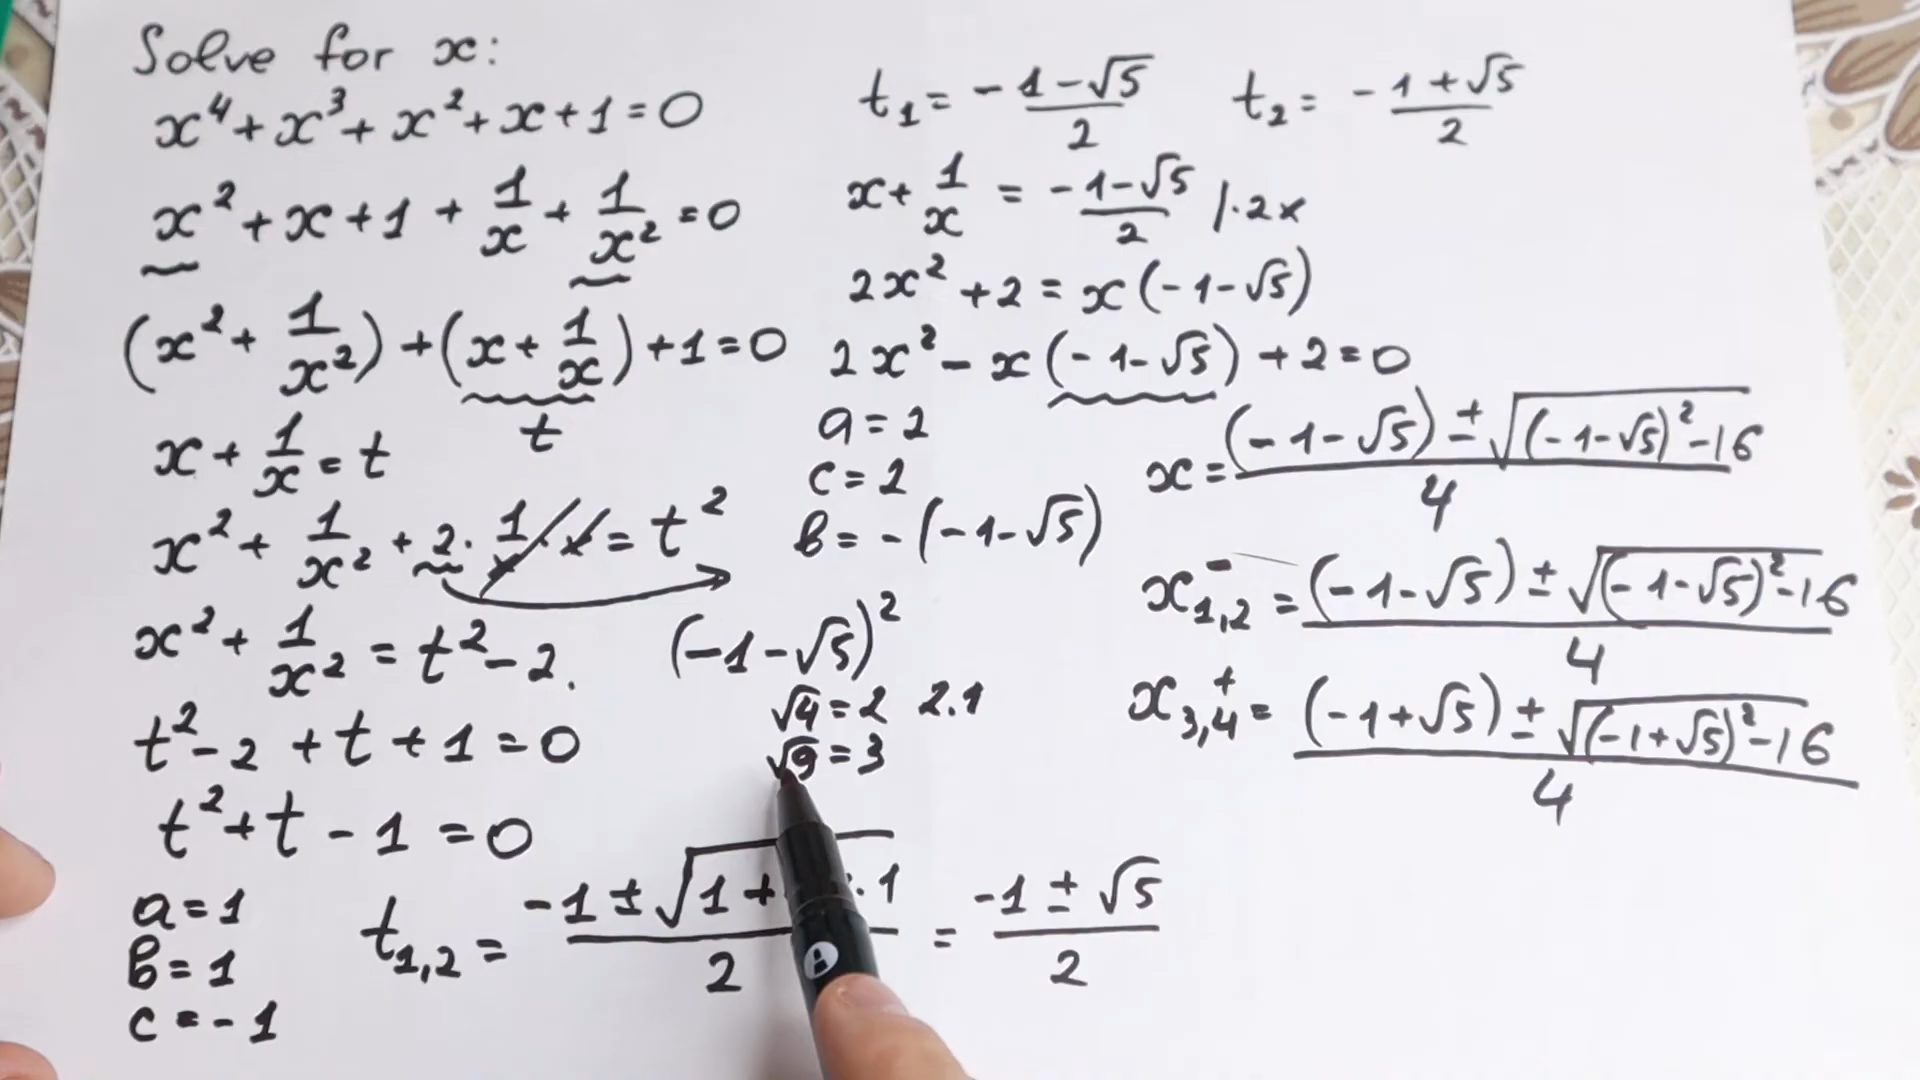 Solve for x:
x⁴ + x³ + x² + x + 1 = 0
x² + x + 1 + 1/x + 1/x² = 0
(x² + 1/x²) + (x + 1/x) + 1 = 0
t
x + 1/x = t
x² + 1/x² + 2 · 1/x · x = t²
x² + 1/x² = t² - 2.
t² - 2 + t + 1 = 0
t² + t - 1 = 0
a = 1
b = 1
c = - 1
t1,2 = (-1 ± √(1 + · 1))/2 = (-1 ± √5)/2
(-1 - √5)²
√4 = 2 2.1
√9 = 3
t1 = (-1 - √5)/2 t2 = (-1 + √5)/2
x + 1/x = (-1 - √5)/2 | · 2x
2x² + 2 = x(-1 - √5)
2x² - x(-1 - √5) + 2 = 0
a = 2
c = 2
b = - (-1 - √5)
x = ((-1 - √5) ± √((-1 - √5)² - 16))/4
x⁻1,2 = ((-1 - √5) ± √((-1 - √5)² - 16))/4
x⁺3,4 = ((-1 + √5) ± √((-1 + √5)² - 16))/4